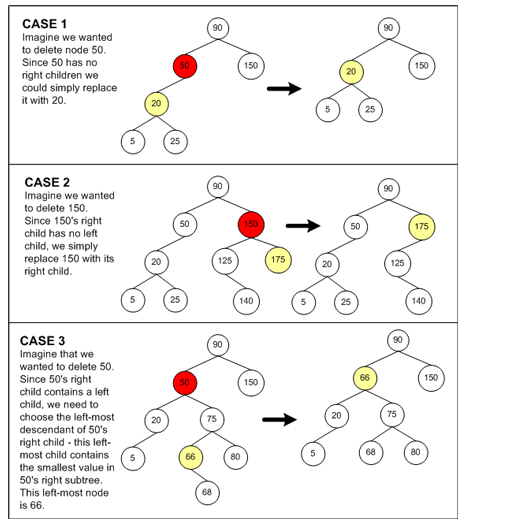 CASE 1
Imagine we wanted
to delete node 50.
Since 50 has no
right children we
could simply replace
it with 20.
90
50
150
20
5
25
90
20
150
5
25
CASE 2
Imagine we wanted
to delete 150.
Since 150's right
child has no left
child, we simply
replace 150 with its
right child.
90
50
150
20
125
175
5
25
140
90
50
175
20
125
5
25
140
CASE 3
Imagine that we
wanted to delete 50.
Since 50's right
child contains a left
child, we need to
choose the left-most
descendant of 50's
right child - this left-
most child contains
the smallest value in
50's right subtree.
This left-most node
is 66.
90
50
150
20
75
5
66
80
68
90
66
150
20
75
5
68
80